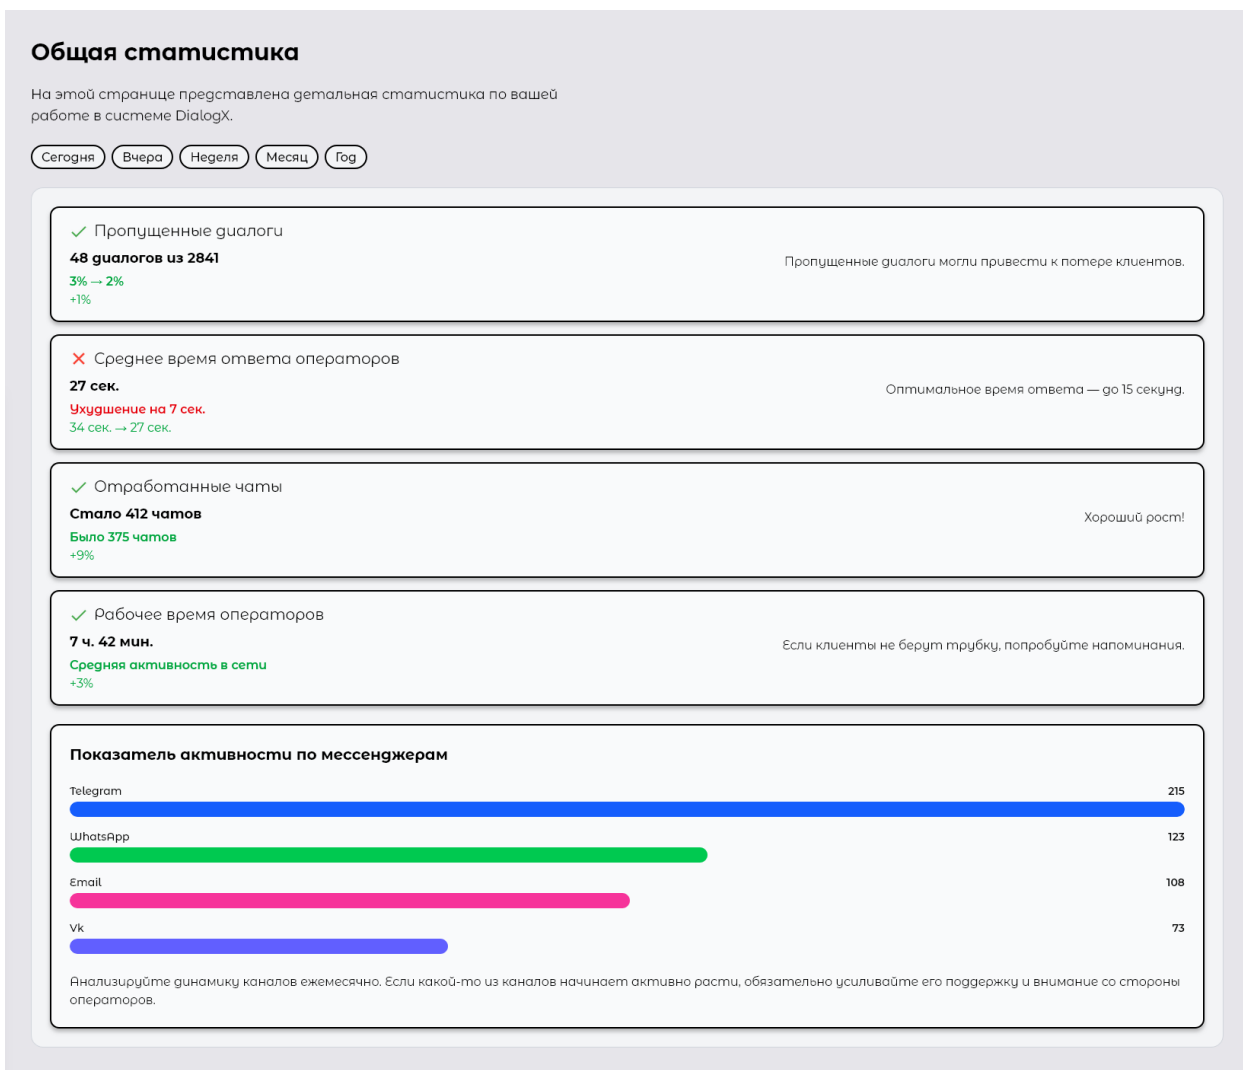 Общая статистика
На этой странице представлена детальная статистика по вашей
работе в системе DialogX.
Сегодня
Вчера
Неделя
Месяц
Год
Пропущенные диалоги
48 диалогов из 2841
3% → 2%
+1%
Пропущенные диалоги могли привести к потере клиентов.
Среднее время ответа операторов
27 сек.
Ухудшение на 7 сек.
34 сек. → 27 сек.
Оптимальное время ответа — до 15 секунд.
Отработанные чаты
Стало 412 чатов
Было 375 чатов
+9%
Хороший рост!
Рабочее время операторов
7 ч. 42 мин.
Средняя активность в сети
+3%
Если клиенты не берут трубку, попробуйте напоминания.
Показатель активности по мессенджерам
Telegram 215
WhatsApp 123
Email 108
Vk 73
Анализируйте динамику каналов ежемесячно. Если какой-то из каналов начинает активно расти, обязательно усиливайте его поддержку и внимание со стороны
операторов.